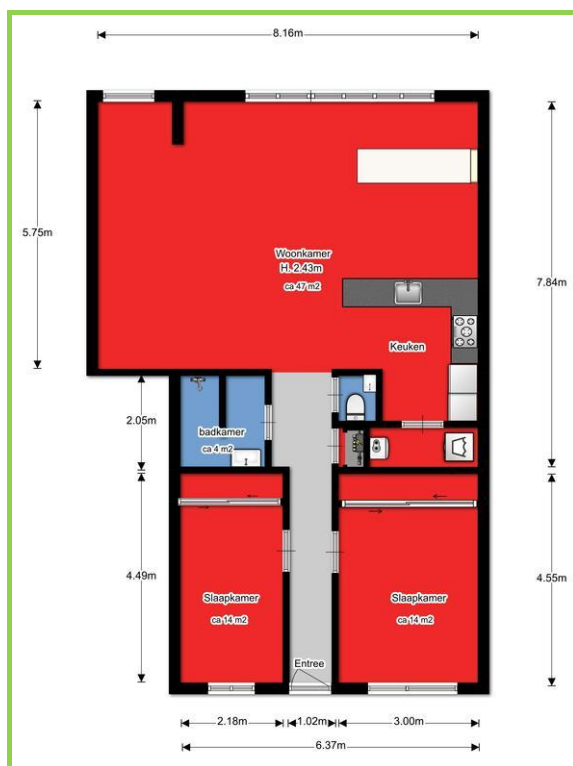 8.16m
5.75m
Woonkamer
H. 2.43m
ca 47 m2
7.84m
Keuken
2.05m
badkamer
ca 4 m2
4.49m
Slaapkamer
ca 14 m2
Slaapkamer
ca 14 m2
4.55m
Entree
2.18m
1.02m
3.00m
6.37m